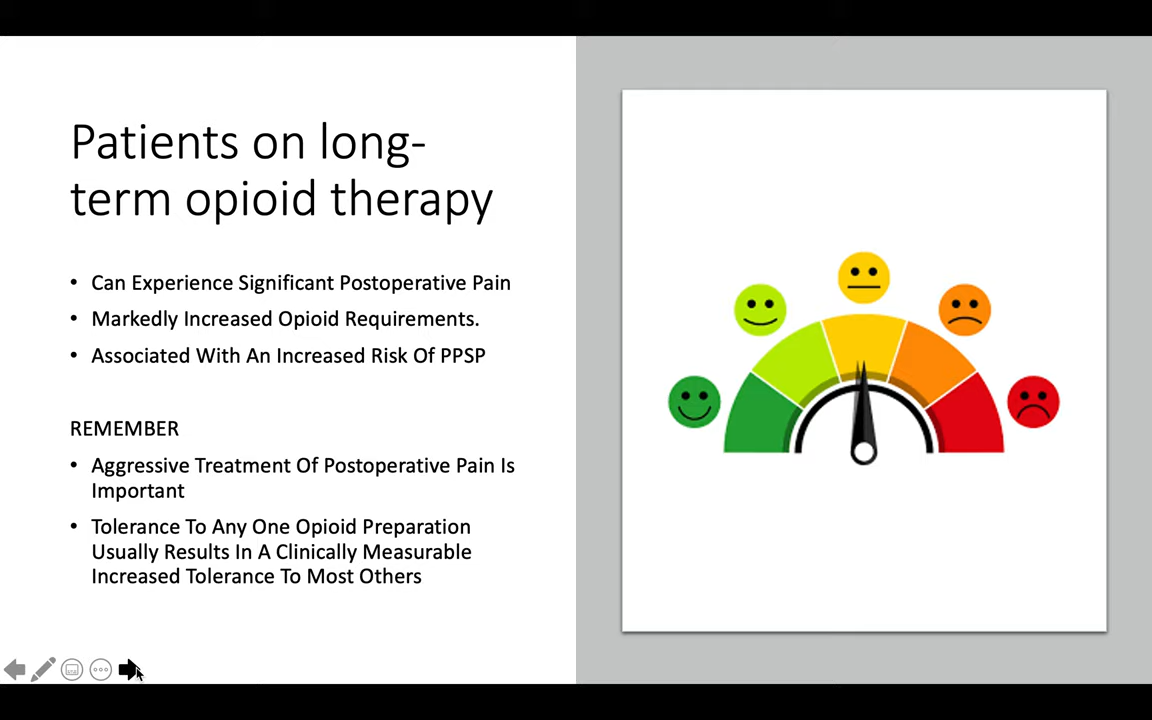 Patients on long-
term opioid therapy
• Can Experience Significant Postoperative Pain
• Markedly Increased Opioid Requirements.
• Associated With An Increased Risk Of PPSP
REMEMBER
• Aggressive Treatment Of Postoperative Pain Is
Important
• Tolerance To Any One Opioid Preparation
Usually Results In A Clinically Measurable
Increased Tolerance To Most Others